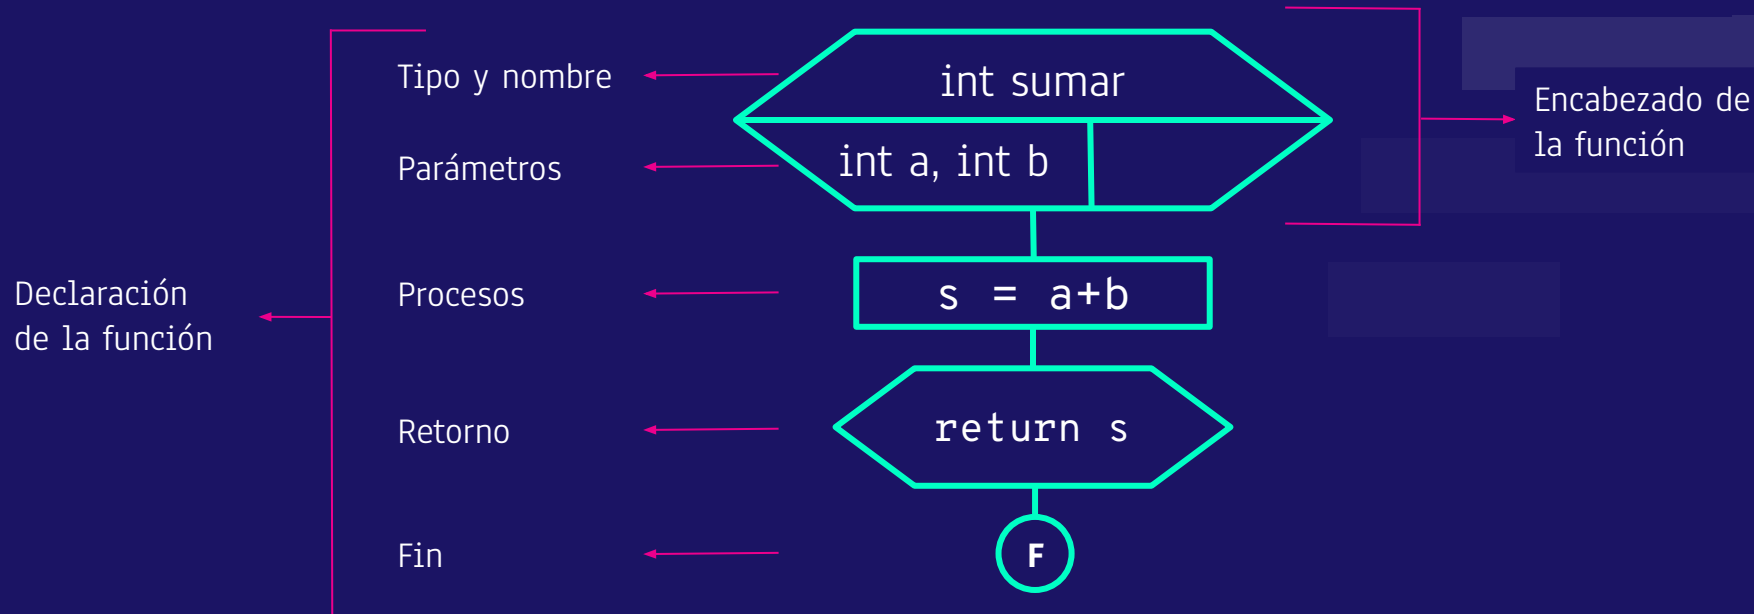 Tipo y nombre
int sumar
Encabezado de
la función
Parámetros
int a, int b
Declaración
de la función
Procesos
s = a+b
Retorno
return s
Fin
F